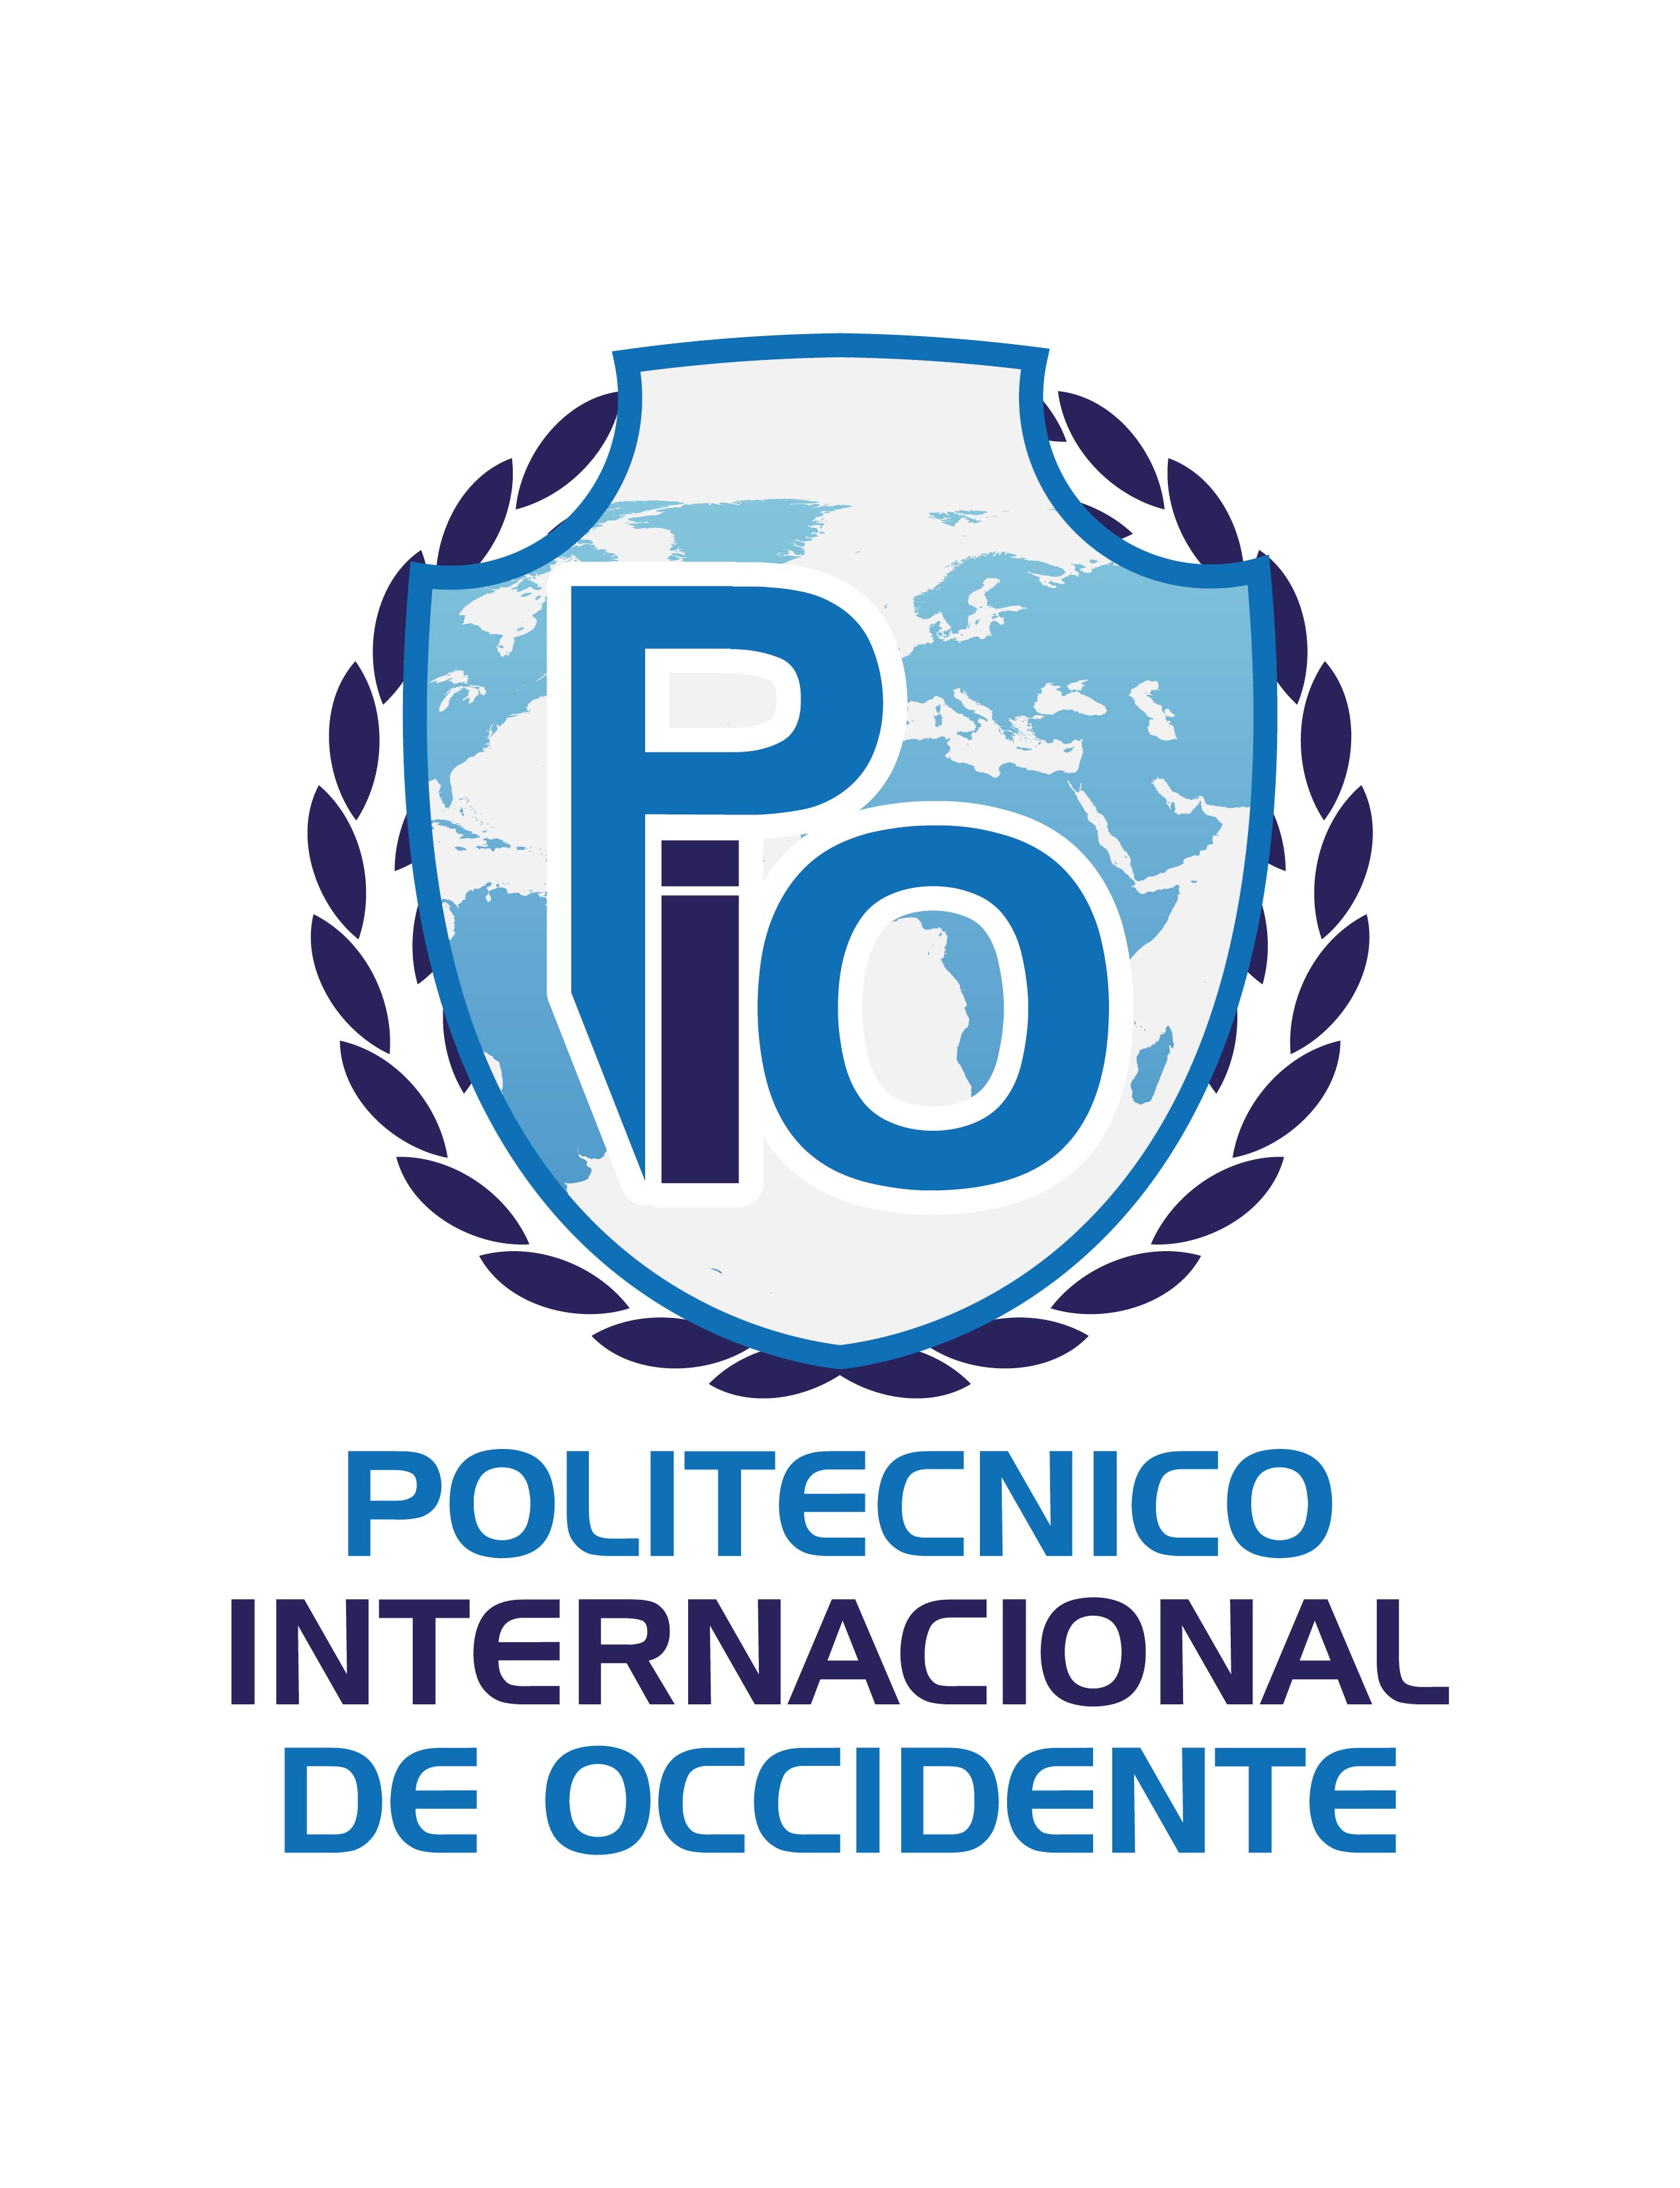 Pio
POLITECNICO
INTERNACIONAL
DE OCCIDENTE